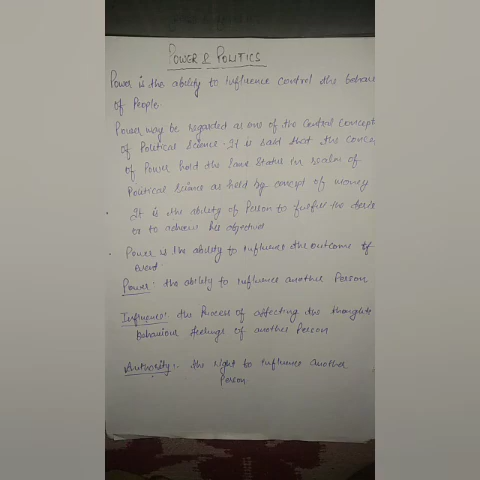 POWER & POLITICS
Power is the ability to influence control the behav
of People.
Power may be regarded as one of the Central Concept
of Political Science. It is said that the conce
of Power held the same status in realm of
Political Science as held by concept of money
It is the ability of Person to fulfill his desire
or to achieve his objectives
Power is the ability to influence the outcome of
event.
Power: the ability to influence another Person
Influence: the Process of affecting the thoughts
Behaviour feelings of another Person
Authority:- the right to influence another
Person.